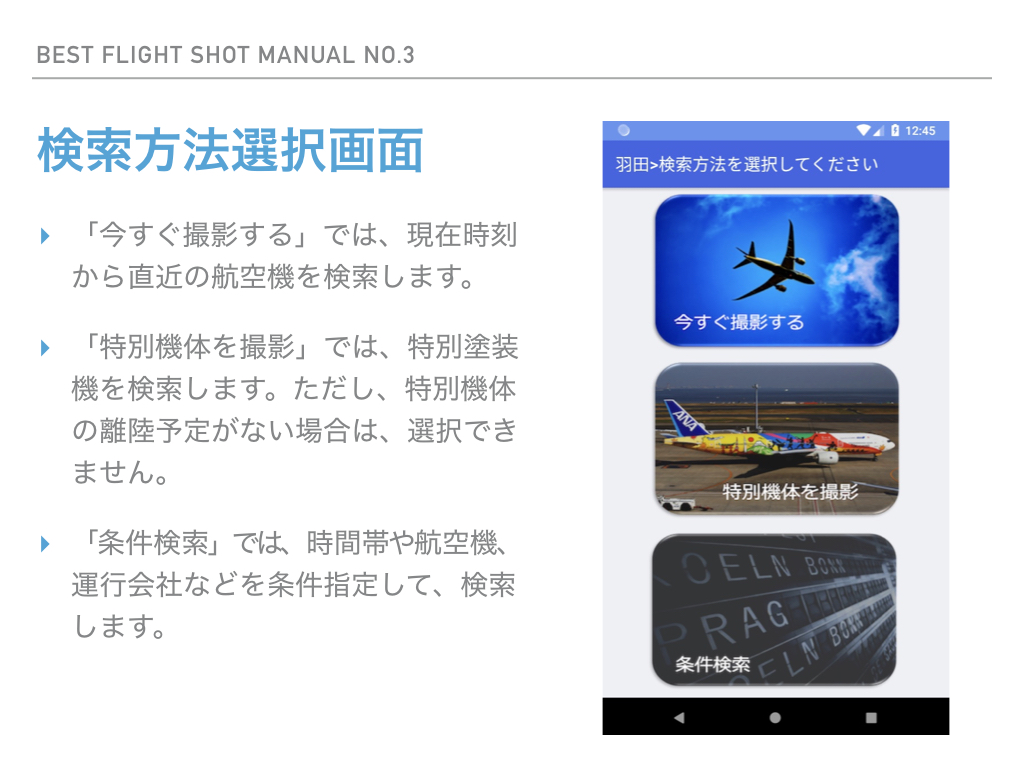 BEST FLIGHT SHOT MANUAL NO.3
検索方法選択画面
「今すぐ撮影する」では、現在時刻
から直近の航空機を検索します。
「特別機体を撮影」では、特別塗装
機を検索します。ただし、特別機体
の離陸予定がない場合は、選択でき
ません。
「条件検索」では、時間帯や航空機、
運行会社などを条件指定して、検索
します。
12:45
羽田>検索方法を選択してください
今すぐ撮影する
ANA
特別機体を撮影
KOELN BONN
PRAG
KOELN BONN
条件検索